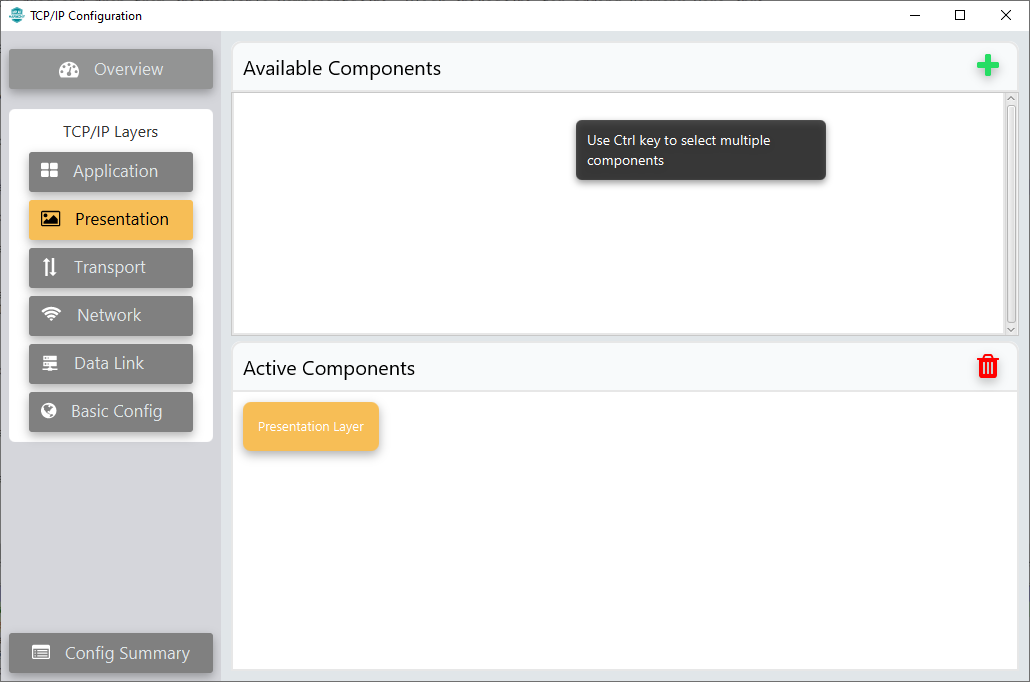 TCP/IP Configuration
Overview
TCP/IP Layers
Application
Presentation
Transport
Network
Data Link
Basic Config
Config Summary
Available Components
Use Ctrl key to select multiple
components
Active Components
Presentation Layer